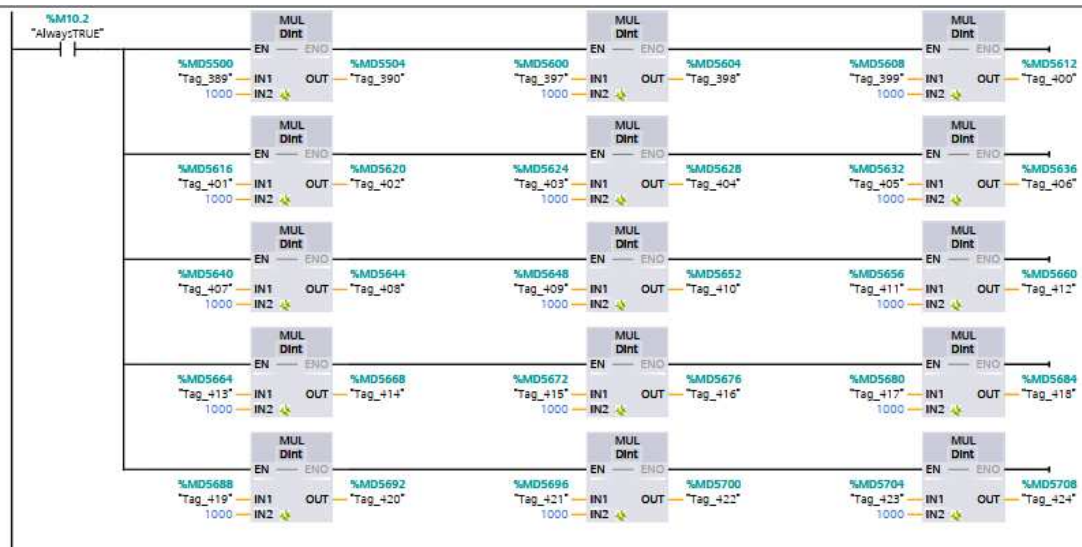 %M10.2
"AlwaysTRUE"
MUL MUL MUL
DInt DInt DInt
EN ENO EN ENO EN ENO
%MD5500 %MD5504 %MD5600 %MD5604 %MD5608 %MD5612
"Tag_389" IN1 OUT "Tag_390" "Tag_397" IN1 OUT "Tag_398" "Tag_399" IN1 OUT "Tag_400"
1000 IN2 1000 IN2 1000 IN2
MUL MUL MUL
DInt DInt DInt
EN ENO EN ENO EN ENO
%MD5616 %MD5620 %MD5624 %MD5628 %MD5632 %MD5636
"Tag_401" IN1 OUT "Tag_402" "Tag_403" IN1 OUT "Tag_404" "Tag_405" IN1 OUT "Tag_406"
1000 IN2 1000 IN2 1000 IN2
MUL MUL MUL
DInt DInt DInt
EN ENO EN ENO EN ENO
%MD5640 %MD5644 %MD5648 %MD5652 %MD5656 %MD5660
"Tag_407" IN1 OUT "Tag_408" "Tag_409" IN1 OUT "Tag_410" "Tag_411" IN1 OUT "Tag_412"
1000 IN2 1000 IN2 1000 IN2
MUL MUL MUL
DInt DInt DInt
EN ENO EN ENO EN ENO
%MD5664 %MD5668 %MD5672 %MD5676 %MD5680 %MD5684
"Tag_413" IN1 OUT "Tag_414" "Tag_415" IN1 OUT "Tag_416" "Tag_417" IN1 OUT "Tag_418"
1000 IN2 1000 IN2 1000 IN2
MUL MUL MUL
DInt DInt DInt
EN ENO EN ENO EN ENO
%MD5688 %MD5692 %MD5696 %MD5700 %MD5704 %MD5708
"Tag_419" IN1 OUT "Tag_420" "Tag_421" IN1 OUT "Tag_422" "Tag_423" IN1 OUT "Tag_424"
1000 IN2 1000 IN2 1000 IN2